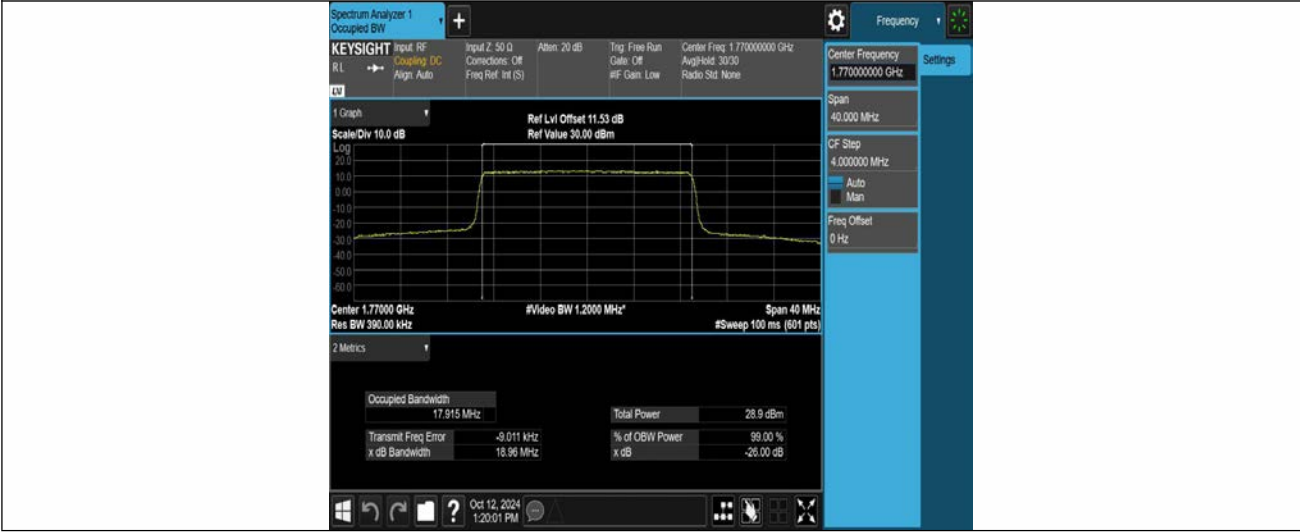 Spectrum Analyzer 1
Occupied BW
+
Frequency
KEYSIGHT
RL
Input: RF
Coupling: DC
Align: Auto
Input Z: 50 Ω
Corrections: Off
Freq Ref: Int (S)
Atten: 20 dB
Trig: Free Run
Gate: Off
#IF Gain: Low
Center Freq: 1.770000000 GHz
Avg|Hold: 30/30
Radio Std: None
1 Graph
Scale/Div 10.0 dB
Ref Lvl Offset 11.53 dB
Ref Value 30.00 dBm
Log
20.0
10.0
0.00
-10.0
-20.0
-30.0
-40.0
-50.0
-60.0
Center 1.77000 GHz
Res BW 390.00 kHz
#Video BW 1.2000 MHz*
Span 40 MHz
#Sweep 100 ms (601 pts)
2 Metrics
Occupied Bandwidth
17.915 MHz
Transmit Freq Error -9.011 kHz
x dB Bandwidth 18.96 MHz
Total Power 28.9 dBm
% of OBW Power 99.00 %
x dB -26.00 dB
?
Oct 12, 2024
1:20:01 PM
Center Frequency
1.770000000 GHz
Settings
Span
40.000 MHz
CF Step
4.000000 MHz
Auto
Man
Freq Offset
0 Hz